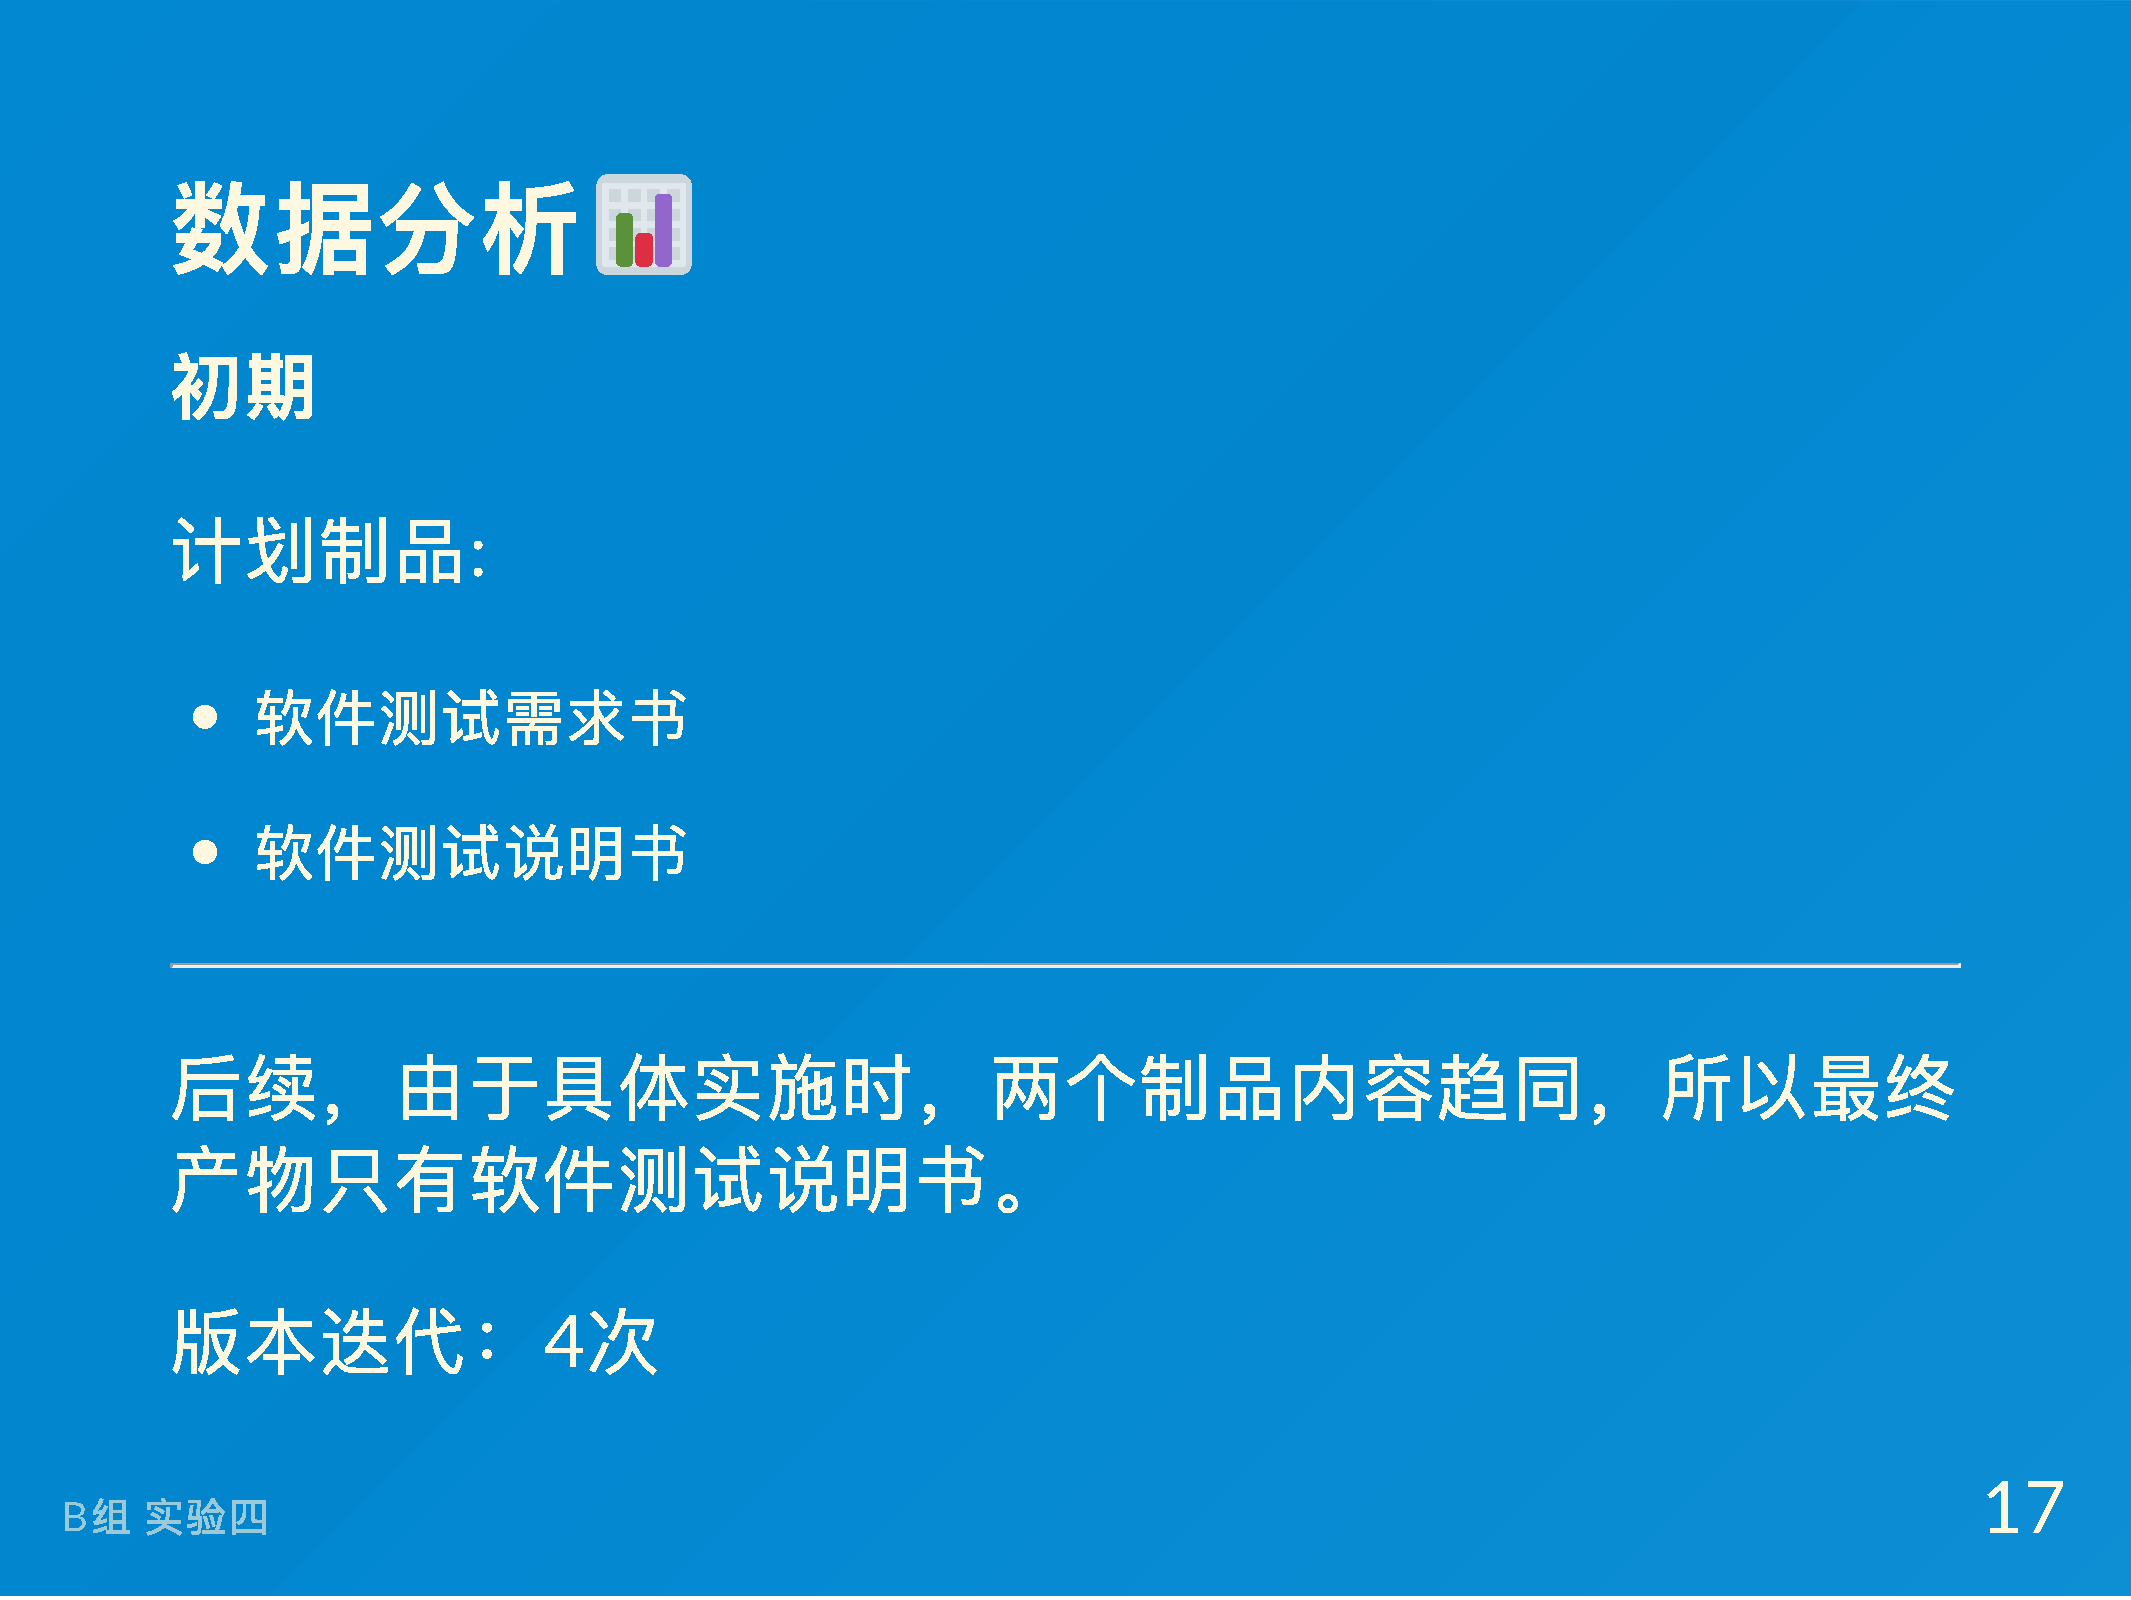 数据分析📊
初期
计划制品:
• 软件测试需求书
• 软件测试说明书
后续，由于具体实施时，两个制品内容趋同，所以最终
产物只有软件测试说明书。
版本迭代：4次
B组 实验四
17